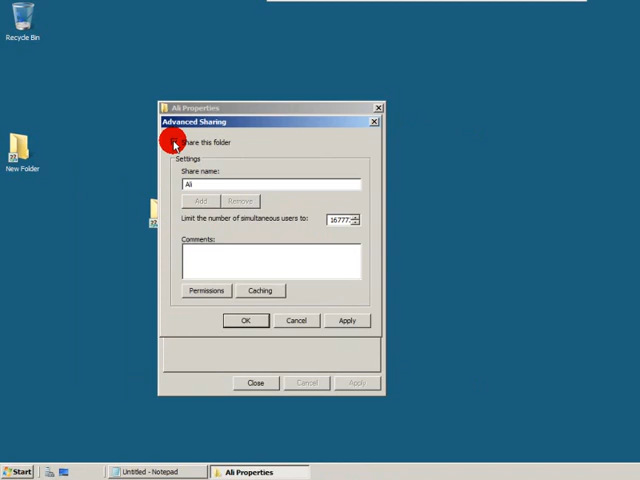 Recycle Bin
New Folder
Ali Properties
Advanced Sharing
Share this folder
Settings
Share name:
Ali
Add
Remove
Limit the number of simultaneous users to:
16777
Comments:
Permissions
Caching
OK
Cancel
Apply
Close
Cancel
Apply
Start
Untitled - Notepad
Ali Properties